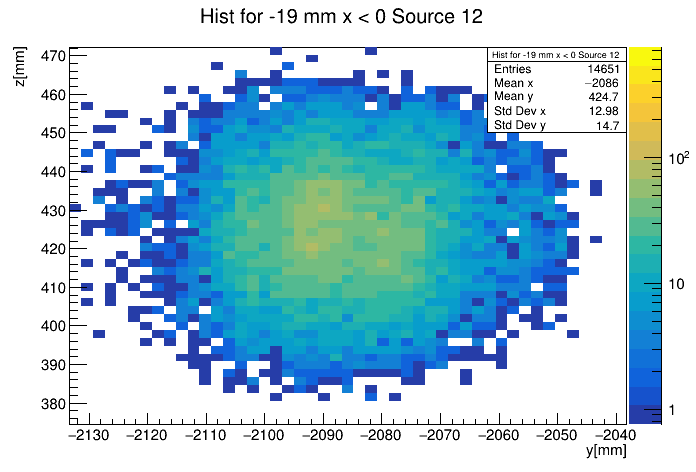 Hist for -19 mm x < 0 Source 12
z[mm]
470
460
450
440
430
420
410
400
390
380
Hist for -19 mm x < 0 Source 12
Entries 14651
Mean x −2086
Mean y 424.7
Std Dev x 12.98
Std Dev y 14.7
10²
10
1
−2130 −2120 −2110 −2100 −2090 −2080 −2070 −2060 −2050 −2040
y[mm]